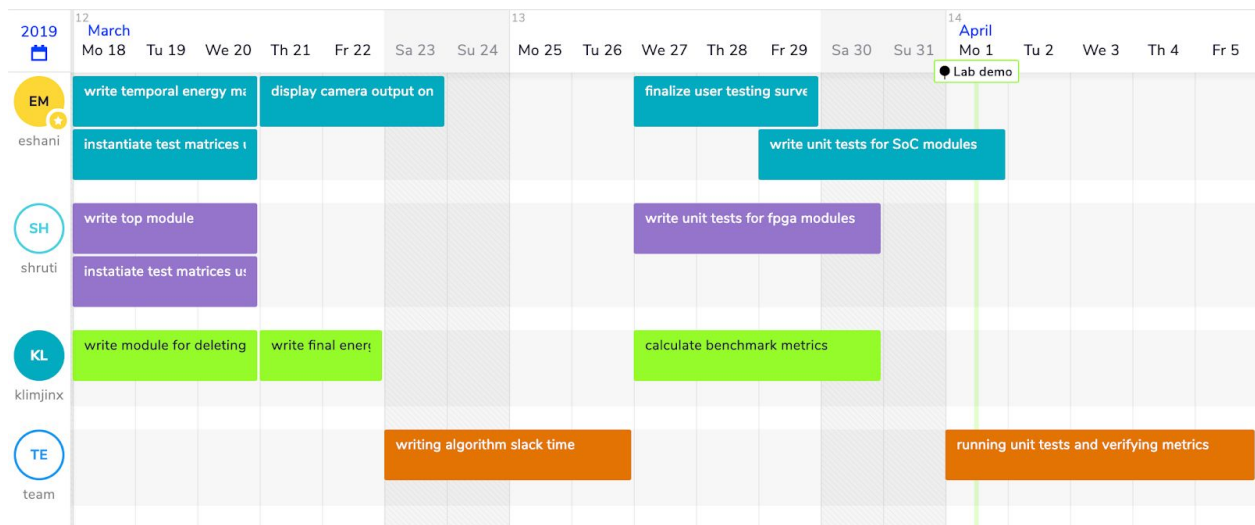 2019
12
March
Mo 18 Tu 19 We 20 Th 21 Fr 22 Sa 23 Su 24
13
Mo 25 Tu 26 We 27 Th 28 Fr 29 Sa 30 Su 31
14
April
Mo 1 Tu 2 We 3 Th 4 Fr 5
Lab demo
EM
eshani
write temporal energy ma
display camera output on
finalize user testing surve
instantiate test matrices
write unit tests for SoC modules
SH
shruti
write top module
write unit tests for fpga modules
instatiate test matrices us
KL
klimjinx
write module for deleting
write final energ
calculate benchmark metrics
TE
team
writing algorithm slack time
running unit tests and verifying metrics